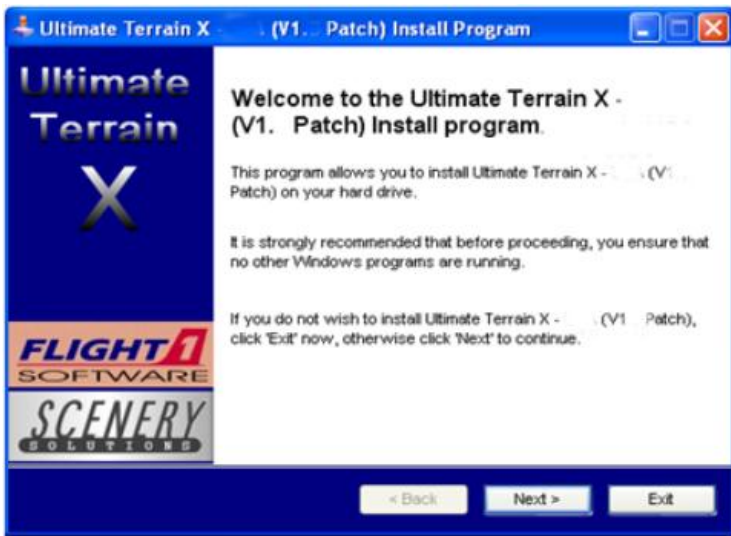 Ultimate Terrain X - (V1. Patch) Install Program
Ultimate
Terrain
X
FLIGHT1
SOFTWARE
SCENERY
SOLUTIONS
Welcome to the Ultimate Terrain X -
(V1. Patch) Install program.
This program allows you to install Ultimate Terrain X - (V
Patch) on your hard drive.
It is strongly recommended that before proceeding, you ensure that
no other Windows programs are running.
If you do not wish to install Ultimate Terrain X - (V1 Patch),
click 'Exit' now, otherwise click 'Next' to continue.
< Back
Next >
Exit